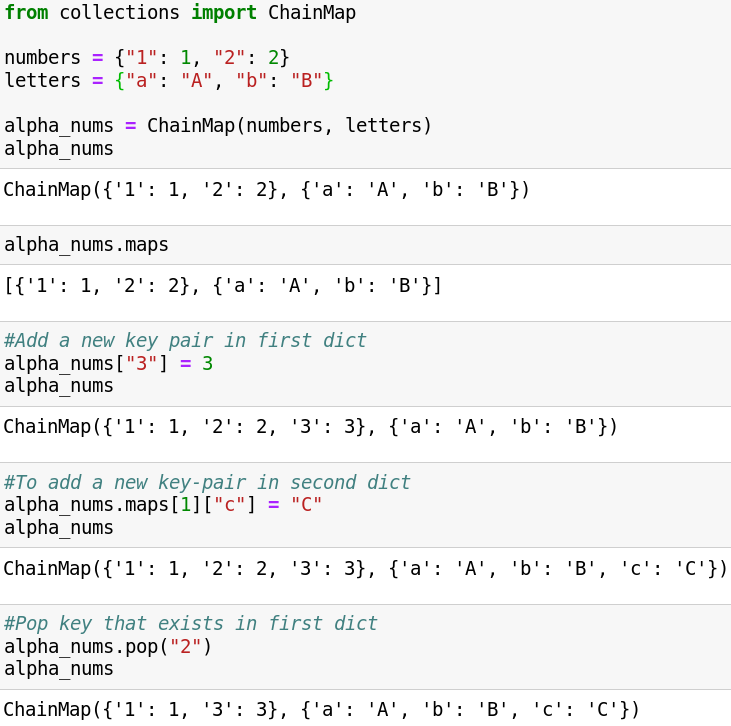 from collections import ChainMap
numbers = {"1": 1, "2": 2}
letters = {"a": "A", "b": "B"}
alpha_nums = ChainMap(numbers, letters)
alpha_nums
ChainMap({'1': 1, '2': 2}, {'a': 'A', 'b': 'B'})
alpha_nums.maps
[{'1': 1, '2': 2}, {'a': 'A', 'b': 'B'}]
#Add a new key pair in first dict
alpha_nums["3"] = 3
alpha_nums
ChainMap({'1': 1, '2': 2, '3': 3}, {'a': 'A', 'b': 'B'})
#To add a new key-pair in second dict
alpha_nums.maps[1]["c"] = "C"
alpha_nums
ChainMap({'1': 1, '2': 2, '3': 3}, {'a': 'A', 'b': 'B', 'c': 'C'})
#Pop key that exists in first dict
alpha_nums.pop("2")
alpha_nums
ChainMap({'1': 1, '3': 3}, {'a': 'A', 'b': 'B', 'c': 'C'})